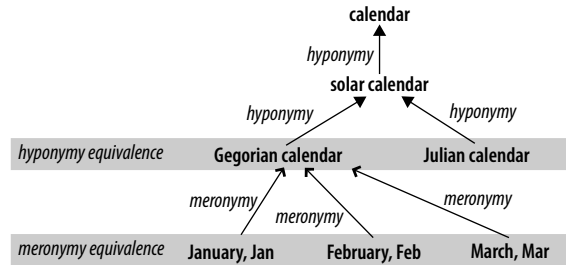 calendar
hyponymy
solar calendar
hyponymy
hyponymy
hyponymy equivalence
Gegorian calendar
Julian calendar
meronymy
meronymy
meronymy
meronymy equivalence
January, Jan
February, Feb
March, Mar